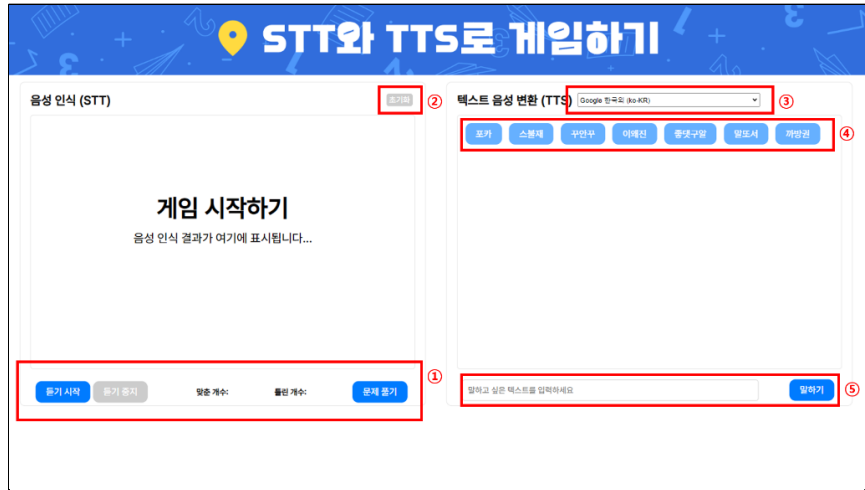 STT와 TTS로 게임하기
음성 인식 (STT)
초기화
②
게임 시작하기
음성 인식 결과가 여기에 표시됩니다...
듣기 시작
듣기 중지
맞춘 개수:
틀린 개수:
문제 풀기
①
텍스트 음성 변환 (TTS)
Google 한국의 (ko-KR)
③
포카
스불재
꾸안꾸
이왜진
좋댓구알
말또서
까방권
④
말하고 싶은 텍스트를 입력하세요
말하기
⑤